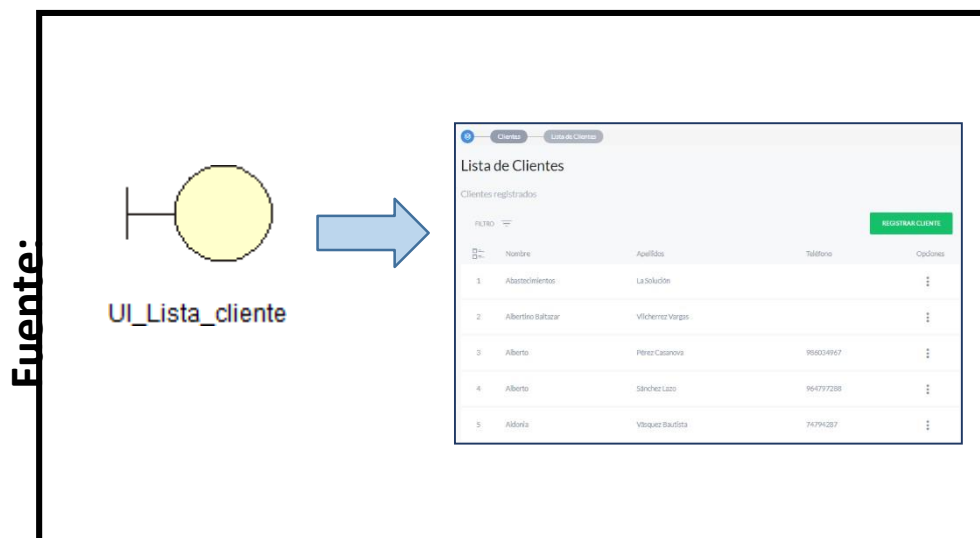 Fuente:
UI_Lista_cliente
Clientes Lista de Clientes
Lista de Clientes
Clientes registrados
FILTRO REGISTRAR CLIENTE
Nombre Apellidos Teléfono Opciones
1 Abastecimientos La Solución
2 Albertino Baltazar Vilcherrez Vargas
3 Alberto Pérez Casanova 986034967
4 Alberto Sánchez Lazo 964797288
5 Aldonia Vásquez Bautista 74794287